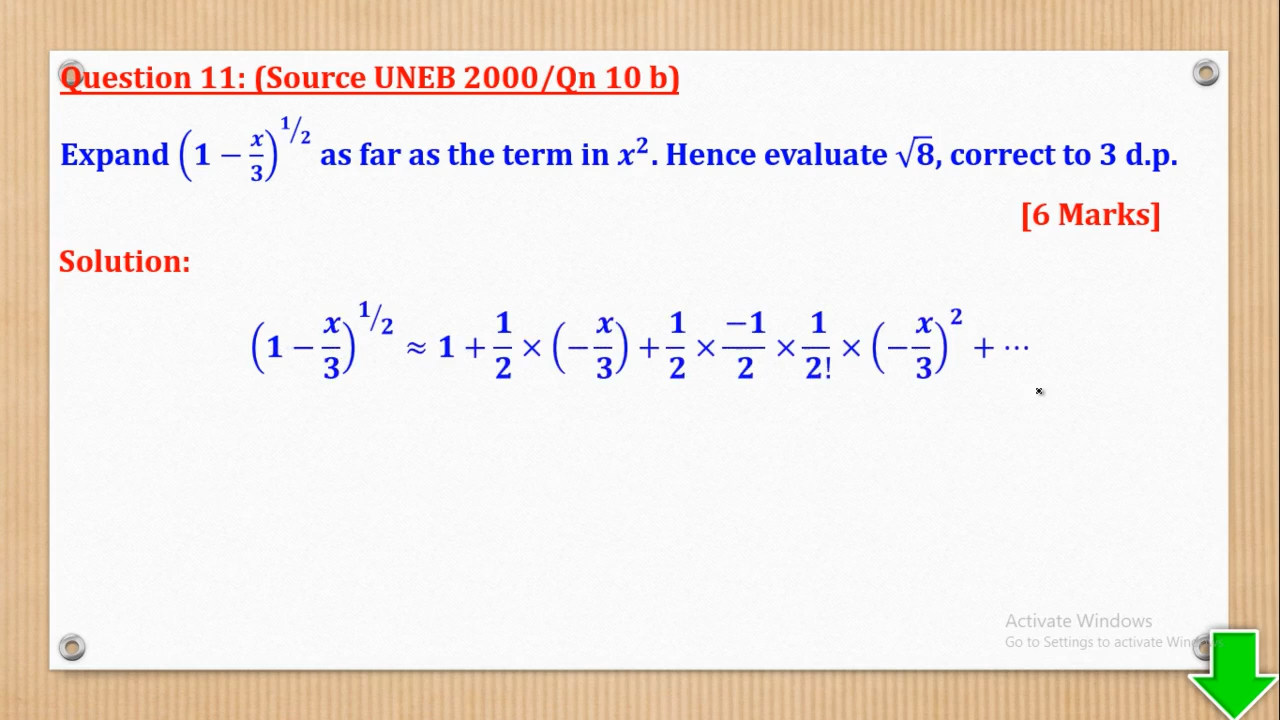 Question 11: (Source UNEB 2000/Qn 10 b)
Expand (1 − x/3)^1/2 as far as the term in x². Hence evaluate √8, correct to 3 d.p.
[6 Marks]
Solution:
(1 − x/3)^1/2 ≈ 1 + 1/2 × (−x/3) + 1/2 × −1/2 × 1/2! × (−x/3)² + ⋯
Activate Windows
Go to Settings to activate Windows